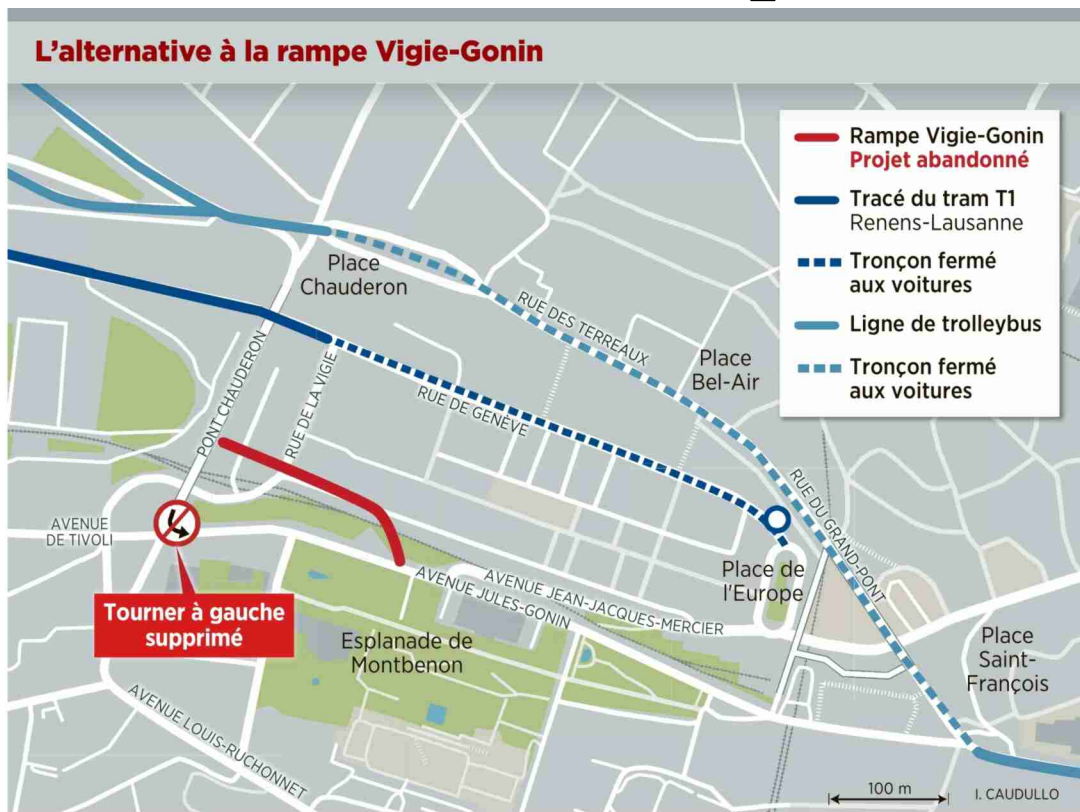 L'alternative à la rampe Vigie-Gonin
Rampe Vigie-Gonin
Projet abandonné
Tracé du tram T1
Renens-Lausanne
Tronçon fermé
aux voitures
Ligne de trolleybus
Tronçon fermé
aux voitures
Place
Chauderon
RUE DES TERREAUX
Place
Bel-Air
PONT CHAUDERON
RUE DE LA VIGIE
RUE DE GENÈVE
RUE DU GRAND-PONT
AVENUE
DE TIVOLI
Tourner à gauche
supprimé
AVENUE JEAN-JACQUES-MERCIER
AVENUE JULES-GONIN
Place de
l'Europe
Esplanade de
Montbenon
Place
Saint-
François
AVENUE LOUIS-RUCHONNET
100 m
I. CAUDULLO